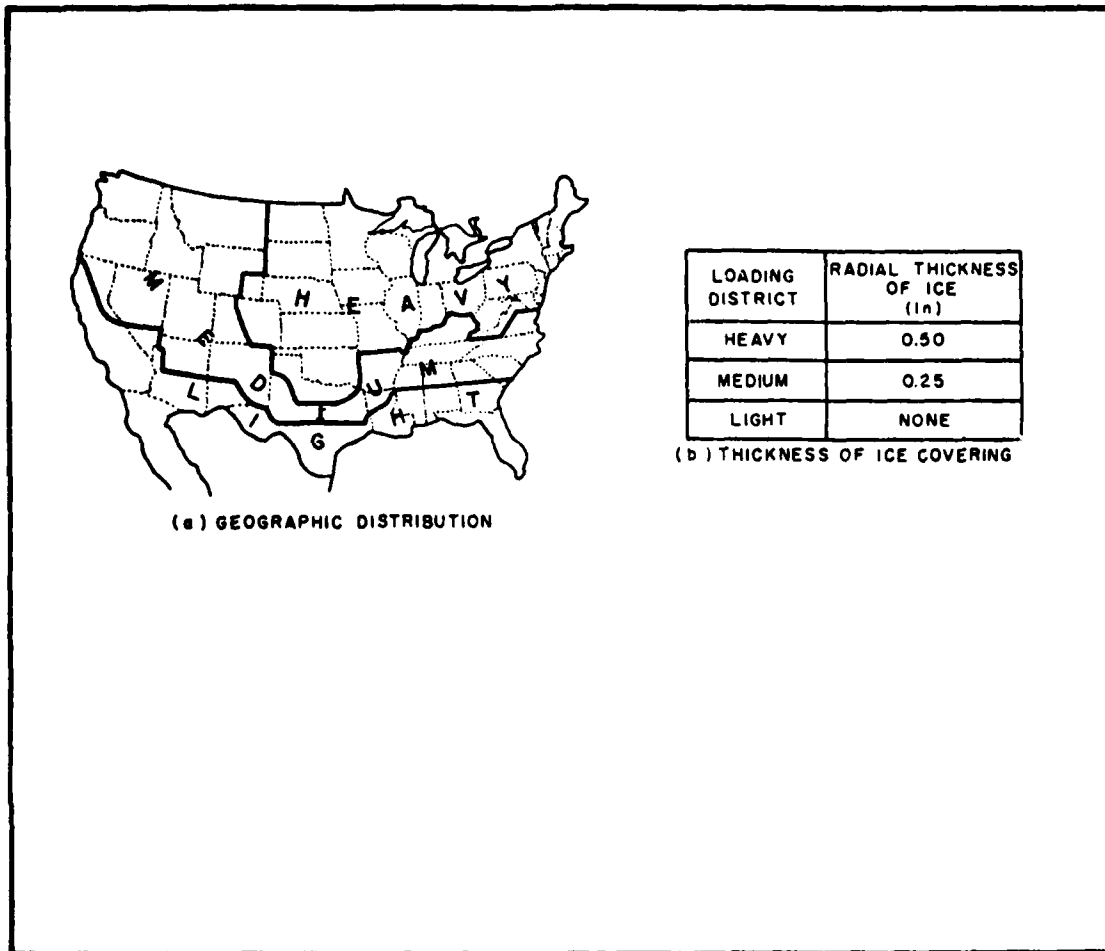 M
E
D
I
U
M
H
E
A
V
Y
L
I
G
H
T
(a) GEOGRAPHIC DISTRIBUTION
LOADING DISTRICT
RADIAL THICKNESS OF ICE (In)
HEAVY 0.50
MEDIUM 0.25
LIGHT NONE
(b) THICKNESS OF ICE COVERING